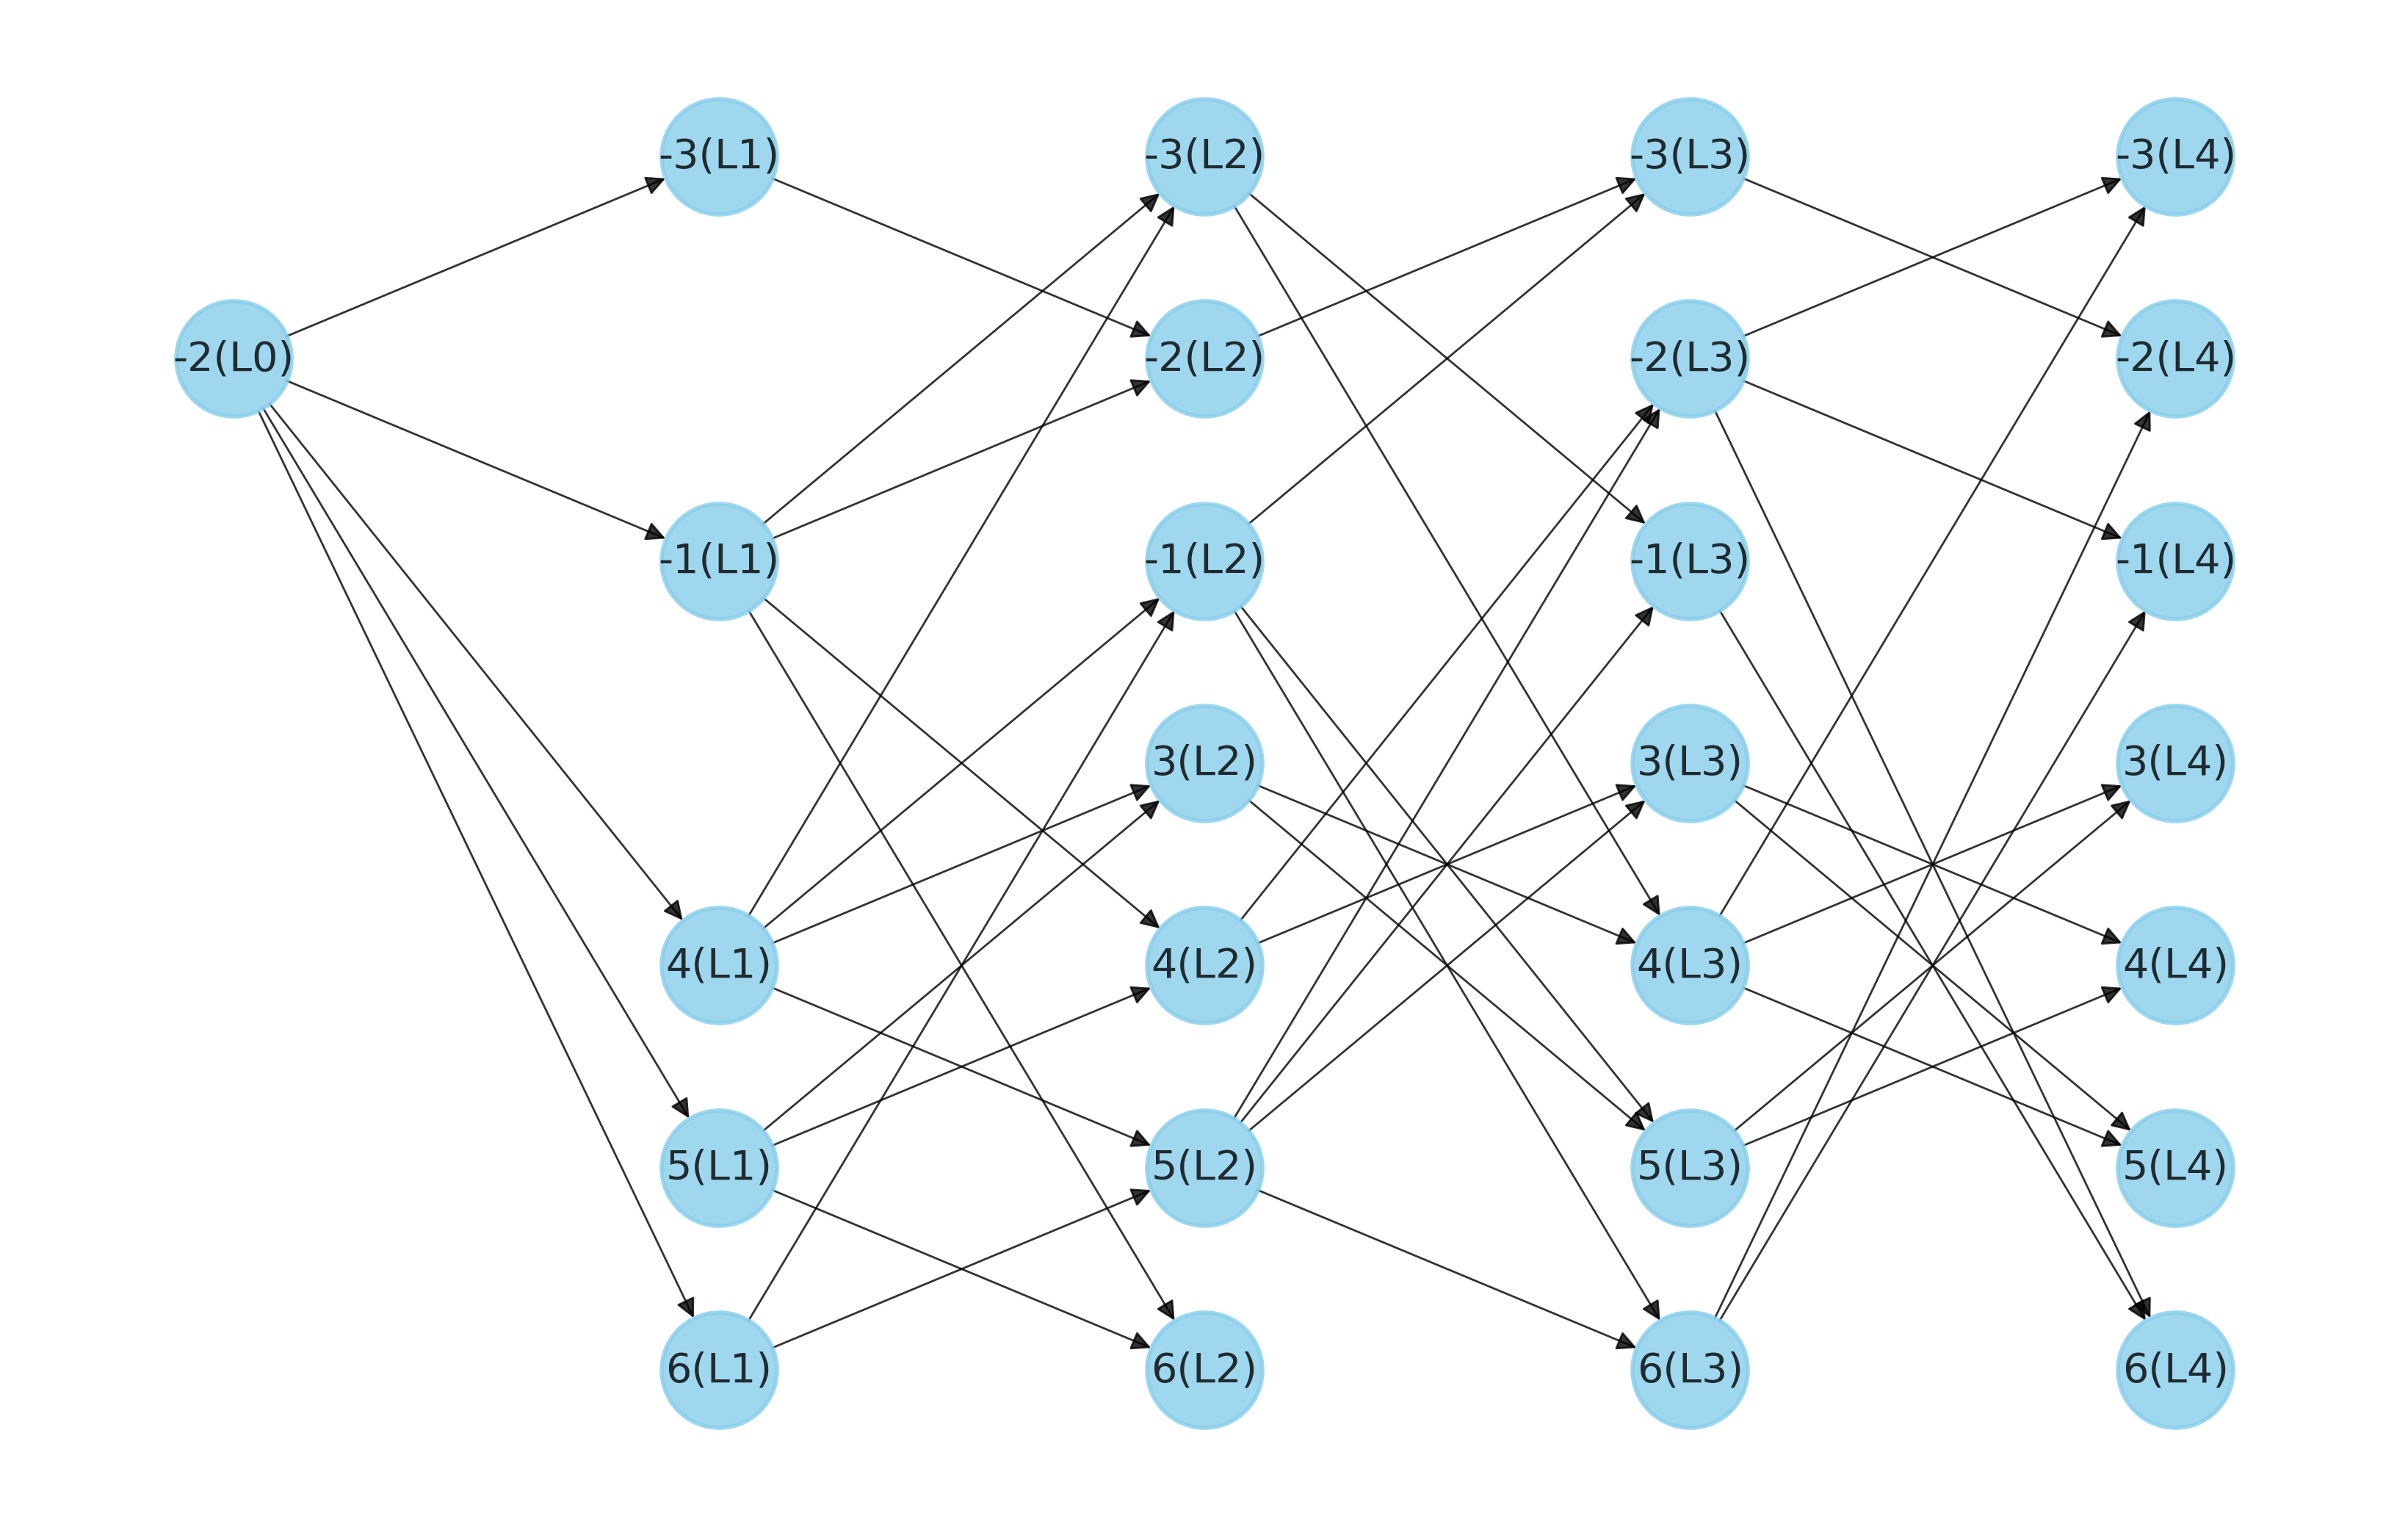 -3(L1) -3(L2) -3(L3) -3(L4)
-2(L0) -2(L2) -2(L3) -2(L4)
-1(L1) -1(L2) -1(L3) -1(L4)
3(L2) 3(L3) 3(L4)
4(L1) 4(L2) 4(L3) 4(L4)
5(L1) 5(L2) 5(L3) 5(L4)
6(L1) 6(L2) 6(L3) 6(L4)